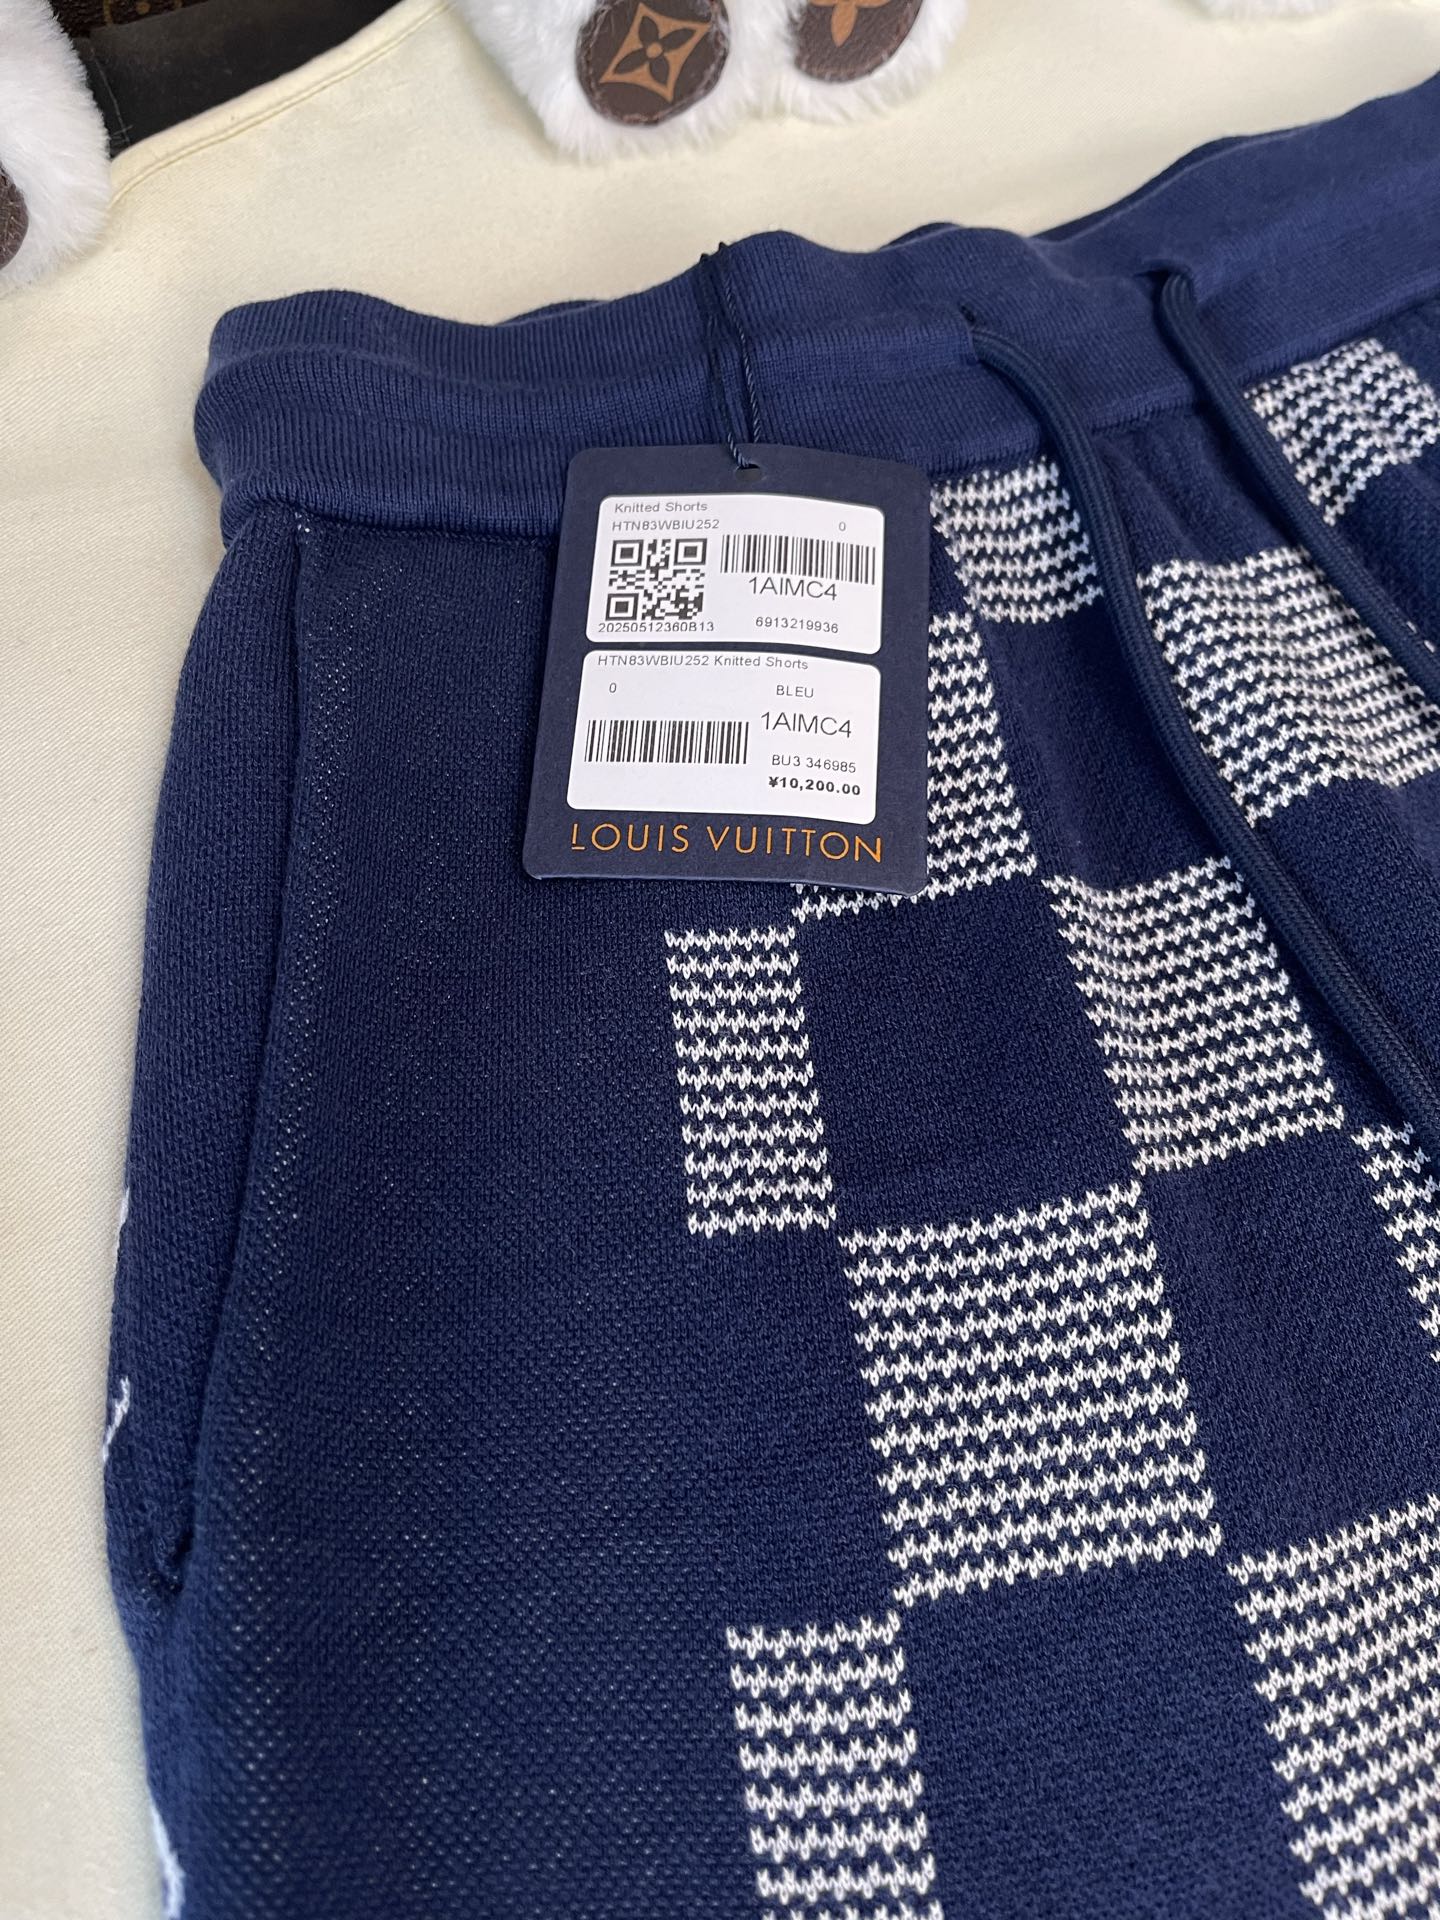 Knitted Shorts
HTN83WBIU252 0
1AIMC4
20250512360B13 6913219936
HTN83WBIU252 Knitted Shorts
0 BLEU
1AIMC4
BU3 346985
¥10,200.00
LOUIS VUITTON